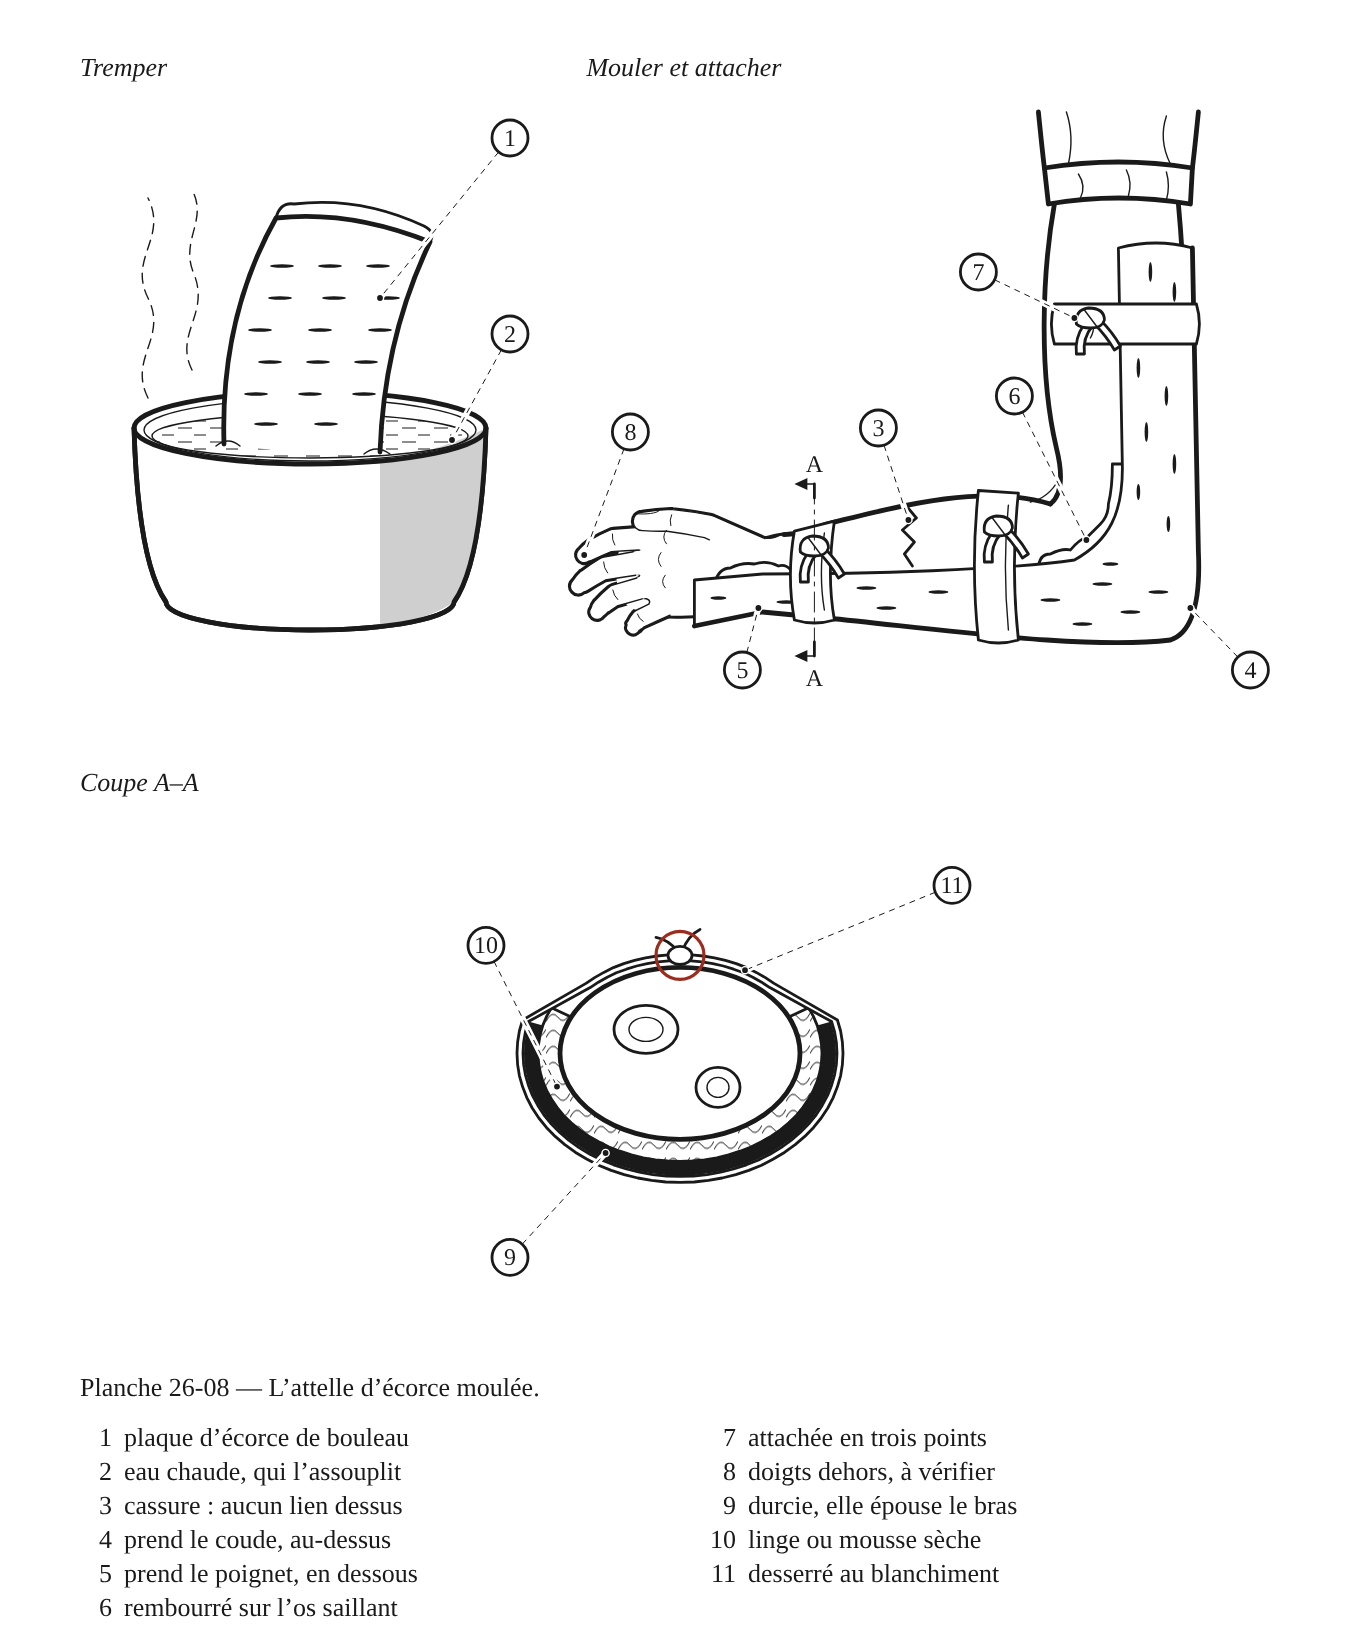 Tremper
Mouler et attacher
1
7
2
6
8
3
A
5
A
4
Coupe A–A
11
10
9
Planche 26-08 — L’attelle d’écorce moulée.
1 plaque d’écorce de bouleau
2 eau chaude, qui l’assouplit
3 cassure : aucun lien dessus
4 prend le coude, au-dessus
5 prend le poignet, en dessous
6 rembourré sur l’os saillant
7 attachée en trois points
8 doigts dehors, à vérifier
9 durcie, elle épouse le bras
10 linge ou mousse sèche
11 desserré au blanchiment